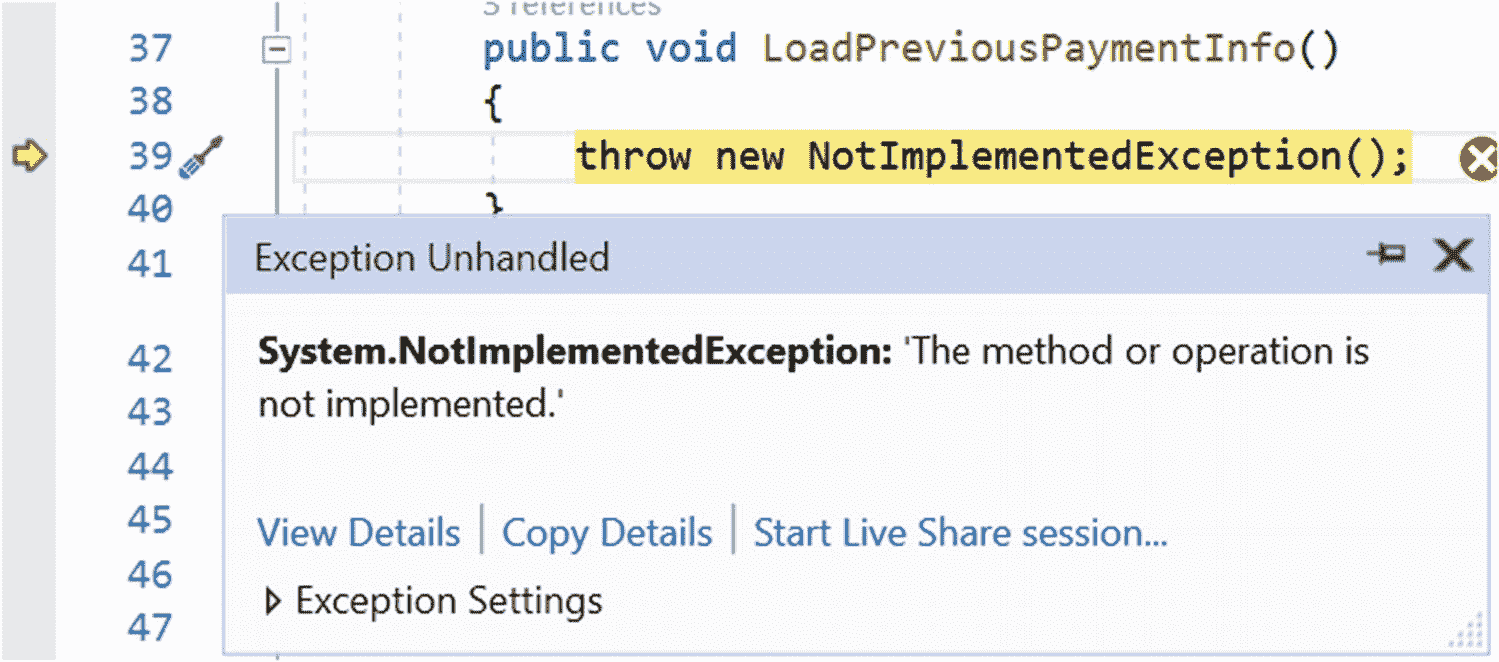 3 references
37 public void LoadPreviousPaymentInfo()
38 {
39 throw new NotImplementedException();
40 }
41 Exception Unhandled
System.NotImplementedException: 'The method or operation is
42
not implemented.'
43
44
45 View Details | Copy Details | Start Live Share session...
46
Exception Settings
47